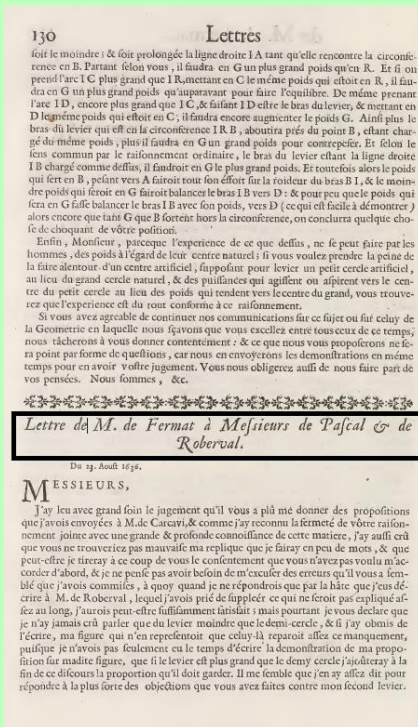 130 Lettres
soit le moindre ; & soit prolongée la ligne droite I A tant qu'elle rencontre la circonfe-
rence en B. Partant selon vous, il faudra en G un plus grand poids qu'en R. Et si on
prend l'arc I C plus grand que I R, mettant en C le méme poids qui estoit en R, il fau-
dra en G un plus grand poids qu'auparavant pour faire l'equilibre. De méme prenant
l'arc I D, encore plus grand que I C, & faisant I D estre le bras du levier, & mettant en
D le méme poids qui estoit en C, il faudra encore augmenter le poids G. Ainsi plus le
bras du levier qui est en la circonference I R B, aboutira prés du point B, estant char-
gé du méme poids, plus il faudra en G un grand poids pour contrepeser. Et selon le
sens commun par le raisonnement ordinaire, le bras du levier estant la ligne droite
I B chargé comme dessus, il faudroit en G le plus grand poids. Et toutefois alors le poids
qui sert en B, pesant vers A fairoit tout son éffort sur la roideur du bras B I, & le moin-
dre poids qui seroit en G fairoit balancer le bras I B vers D : & pour peu que le poids qui
sera en G fasse balancer le bras I B avec son poids, vers D (ce qui est facile à démontrer)
alors encore que tant G que B sortent hors la circonference, on conclurra quelque cho-
se de choquant de vôtre position.
Enfin, Monsieur, parceque l'experience de ce que dessus, ne se peut faire par les
hommes, des poids à l'égard de leur centre naturel ; si vous voulez prendre la peine de
la faire alentour d'un centre artificiel, supposant pour levier un petit cercle artificiel,
au lieu du grand cercle naturel, & des puissances qui agissent ou aspirent vers le cen-
tre du petit cercle au lieu des poids qui tendent vers le centre du grand, vous trouve-
rez que l'experience est du tout conforme à ce raisonnement.
Si vous avez agreable de continuer nos communications sur ce sujet ou sur celuy de
la Geometrie en laquelle nous sçavons que vous excellez entre tous ceux de ce temps,
nous tâcherons à vous donner contentement : & ce que nous vous proposerons ne se-
ra point par forme de questions, car nous en envoyerons les demonstrations en méme
temps pour en avoir vostre jugement. Vous nous obligerez aussi de nous faire part de
vos pensées. Nous sommes, &c.
Lettre de M. de Fermat à Messieurs de Pascal & de
Roberval.
Du 23. Aoust 1636.
MESSIEURS,
J'ay leu avec grand soin le jugement qu'il vous a plû me donner des propositions
que j'avois envoyées à M. de Carcavi, & comme j'ay reconnu la fermeté de vôtre raison-
nement jointe avec une grande & profonde connoissance de cette matiere, j'ay aussi crû
que vous ne trouveriez pas mauvaise ma replique que je fairay en peu de mots, & que
peut-estre je tireray à ce coup de vous le consentement que vous n'avez pas voulu m'ac-
corder d'abord, & je ne pense pas avoir besoin de m'excuser des erreurs qu'il vous a sem-
blé que j'avois commises, à quoy quand je ne répondrois que par la hâte que j'eus d'é-
crire à M. de Roberval, lequel j'avois prié de suppleér ce qui ne seroit pas expliqué as-
sez au long, j'aurois peut-estre suffisamment satisfait ; mais pourtant je vous declare que
je n'ay jamais crû parler que du levier moindre que le demi-cercle, & si j'ay obmis de
l'écrire, ma figure qui n'en representoit que celuy-là reparoit assez ce manquement,
puisque je n'avois pas seulement eu le temps d'écrire la demonstration de ma propo-
sition sur madite figure, que si le levier est plus grand que le demy cercle j'ajoûteray à la
fin de ce discours la proportion qu'il doit garder. Il me semble que j'en ay assez dit pour
répondre à la plus forte des objections que vous avez faites contre mon second levier.